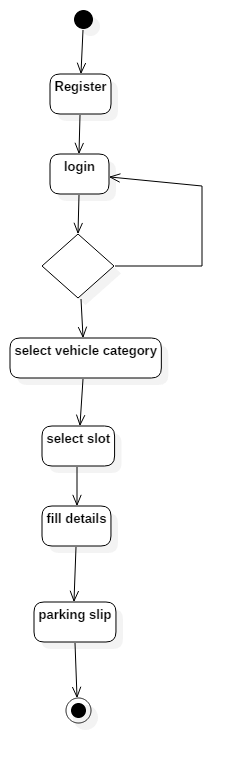 Register
login
select vehicle category
select slot
fill details
parking slip